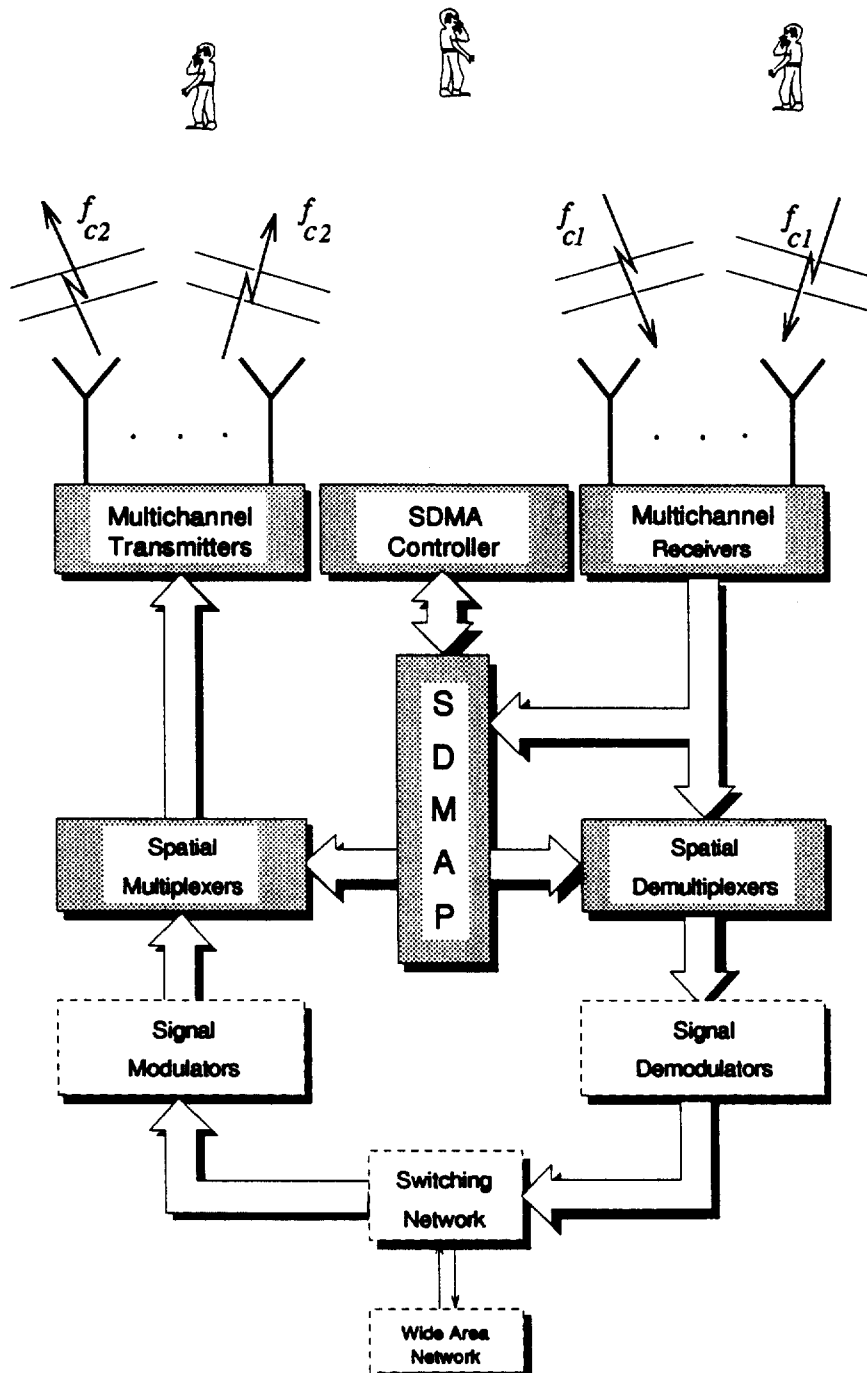 f c2
f c2
f c1
f c1
. . .
. . .
Multichannel
Transmitters
SDMA
Controller
Multichannel
Receivers
S
D
M
A
P
Spatial
Multiplexers
Spatial
Demultiplexers
Signal
Modulators
Signal
Demodulators
Switching
Network
Wide Area
Network